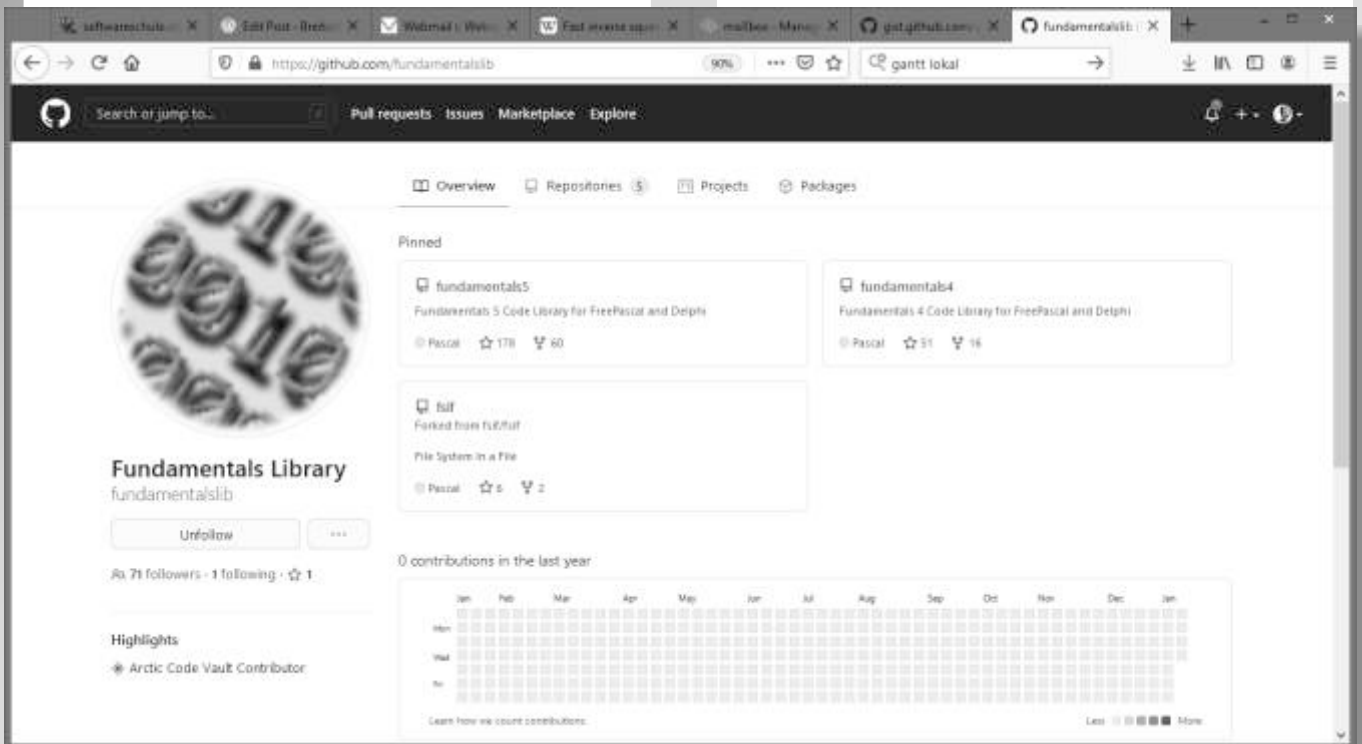 softwareschule
Edit Post
Webmail
mailbee
gist.github.com
fundamentalslib
https://github.com/fundamentalslib
90%
gantt lokal
Search or jump to...
Pull requests Issues Marketplace Explore
Overview Repositories 5 Projects Packages
Pinned
fundamentals5
Fundamentals 5 Code Library for FreePascal and Delphi
Pascal 178 60
fundamentals4
Fundamentals 4 Code Library for FreePascal and Delphi
Pascal 51 16
Forked from
File System in a File
Pascal 6 2
Fundamentals Library
fundamentalslib
Unfollow
71 followers · 1 following · 1
Highlights
Arctic Code Vault Contributor
0 contributions in the last year
Jan Feb Mar Apr May Jun Jul Aug Sep Oct Nov Dec Jan
Mon
Wed
Fri
Learn how we count contributions.
Less More